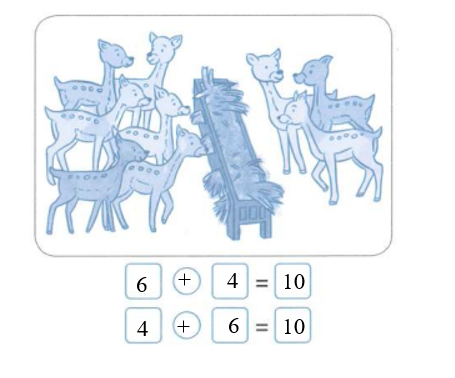 6 + 4 = 10
4 + 6 = 10